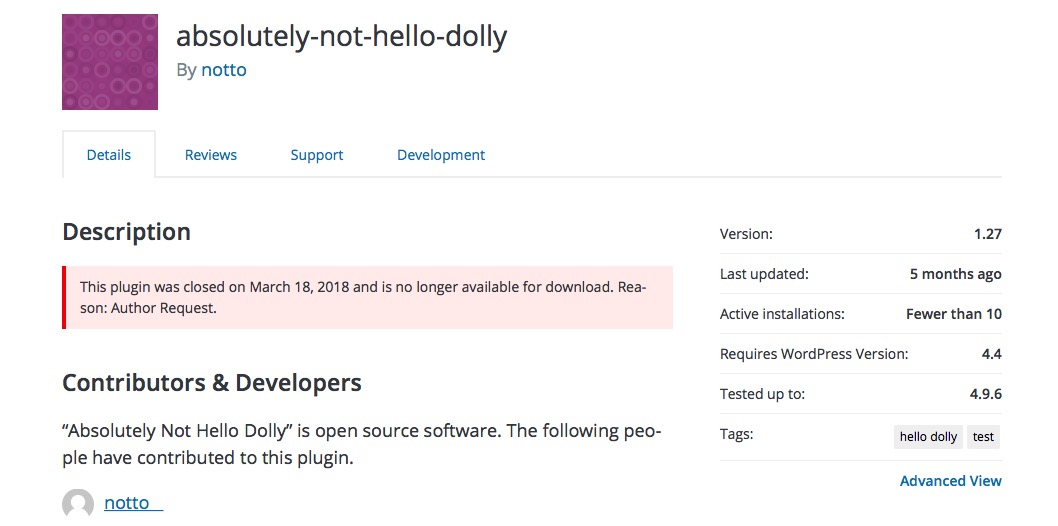 absolutely-not-hello-dolly
By notto
Details
Reviews
Support
Development
Description
This plugin was closed on March 18, 2018 and is no longer available for download. Rea-
son: Author Request.
Contributors & Developers
“Absolutely Not Hello Dolly” is open source software. The following peo-
ple have contributed to this plugin.
notto
Version: 1.27
Last updated: 5 months ago
Active installations: Fewer than 10
Requires WordPress Version: 4.4
Tested up to: 4.9.6
Tags: hello dolly test
Advanced View